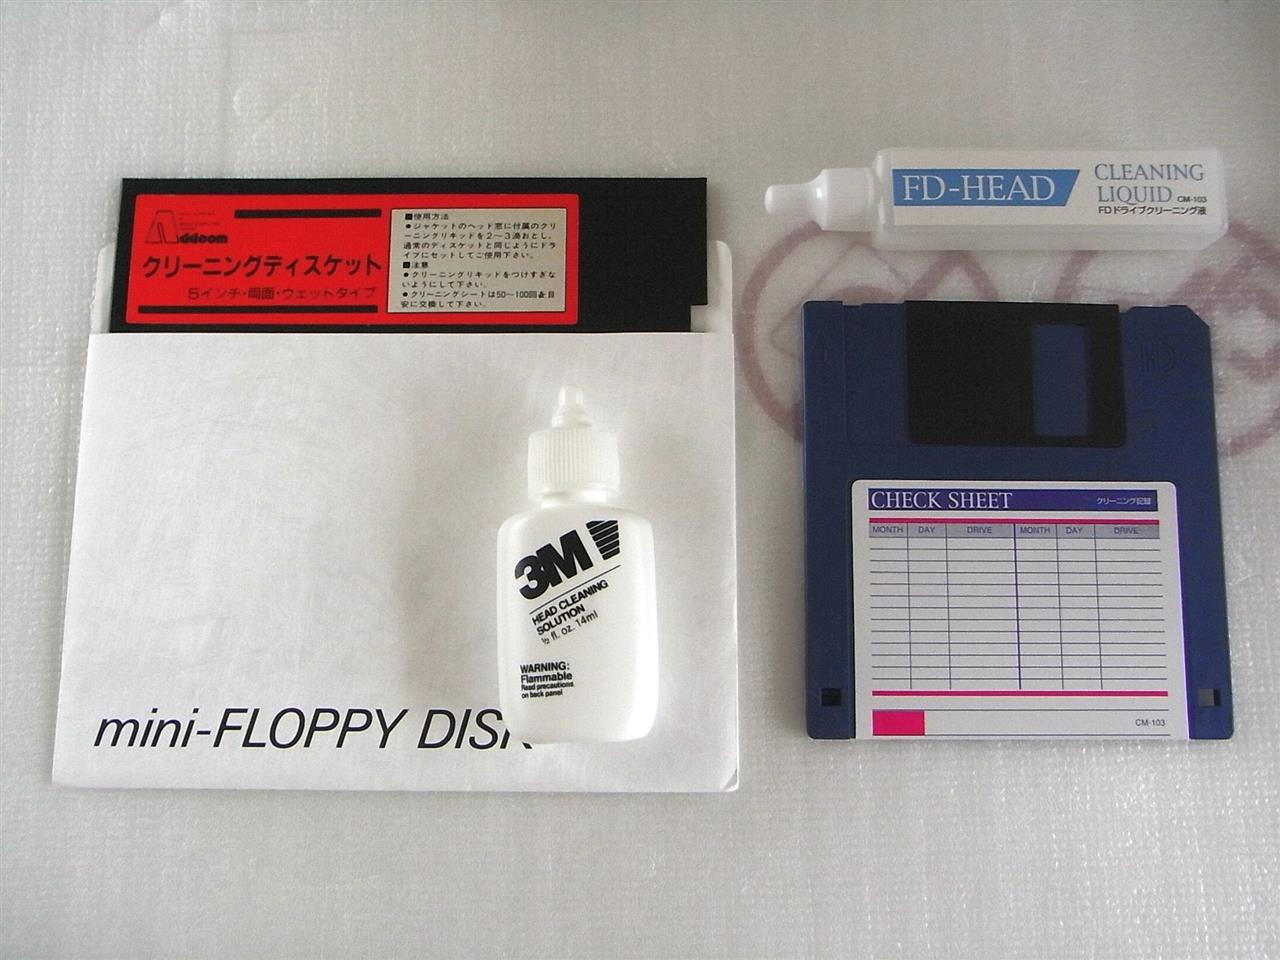 Addcom
クリーニングディスケット
5インチ・両面・ウェットタイプ
■使用方法
●ジャケットのヘッド窓に付属のクリ
ーニングリキッドを2～3滴おとし、
通常のディスケットと同じようにドラ
イブにセットしてご使用下さい。
■注意
●クリーニングリキッドをつけすぎな
いようにして下さい。
●クリーニングシートは50～100回を目
安に交換して下さい。
mini-FLOPPY DISK
3M
HEAD CLEANING
SOLUTION
½ fl. oz. 14ml
WARNING:
Flammable
Read precautions
on back panel
FD-HEAD
CLEANING
LIQUID CM-103
FDドライブクリーニング液
HD
CHECK SHEET クリーニング記録
MONTH DAY DRIVE MONTH DAY DRIVE
CM-103